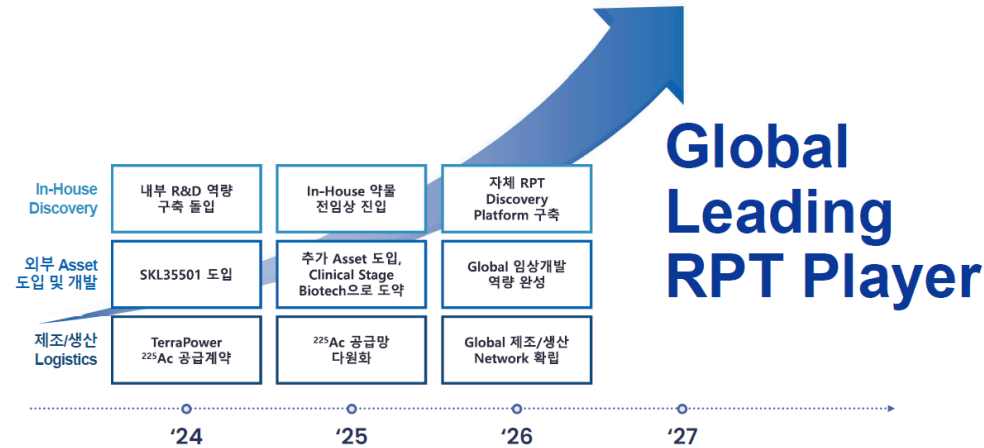 Global
Leading
RPT Player
In-House
Discovery
내부 R&D 역량
구축 돌입
In-House 약물
전임상 진입
자체 RPT
Discovery
Platform 구축
외부 Asset
도입 및 개발
SKL35501 도입
추가 Asset 도입,
Clinical Stage
Biotech으로 도약
Global 임상개발
역량 완성
제조/생산
Logistics
TerraPower
²²⁵Ac 공급계약
²²⁵Ac 공급망
다원화
Global 제조/생산
Network 확립
‘24
‘25
‘26
‘27